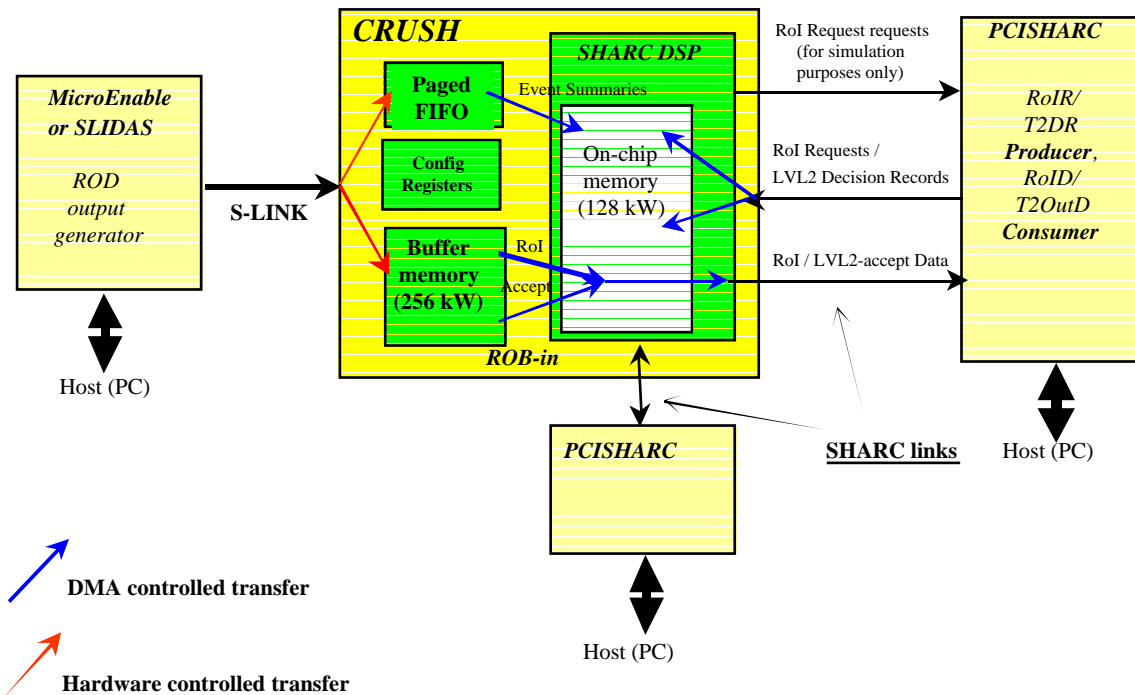 MicroEnable
or SLIDAS
ROD
output
generator
Host (PC)
S-LINK
CRUSH
Paged
FIFO
Config
Registers
Buffer
memory
(256 kW)
ROB-in
Event Summaries
RoI
Accept
SHARC DSP
On-chip
memory
(128 kW)
RoI Request requests
(for simulation
purposes only)
RoI Requests /
LVL2 Decision Records
RoI / LVL2-accept Data
PCISHARC
RoIR/
T2DR
Producer,
RoID/
T2OutD
Consumer
Host (PC)
SHARC links
PCISHARC
Host (PC)
DMA controlled transfer
Hardware controlled transfer